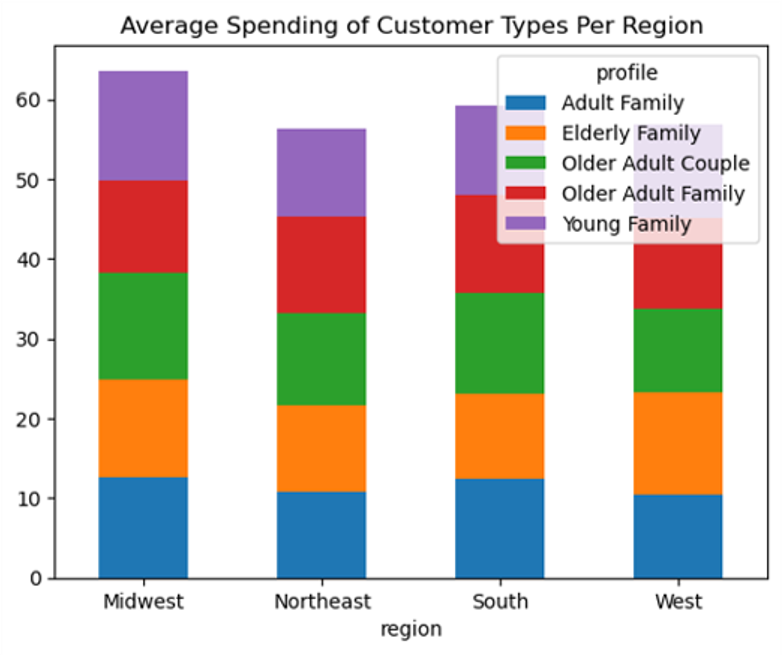 Average Spending of Customer Types Per Region
60
50
40
30
20
10
0
profile
Adult Family
Elderly Family
Older Adult Couple
Older Adult Family
Young Family
Midwest Northeast South West
region